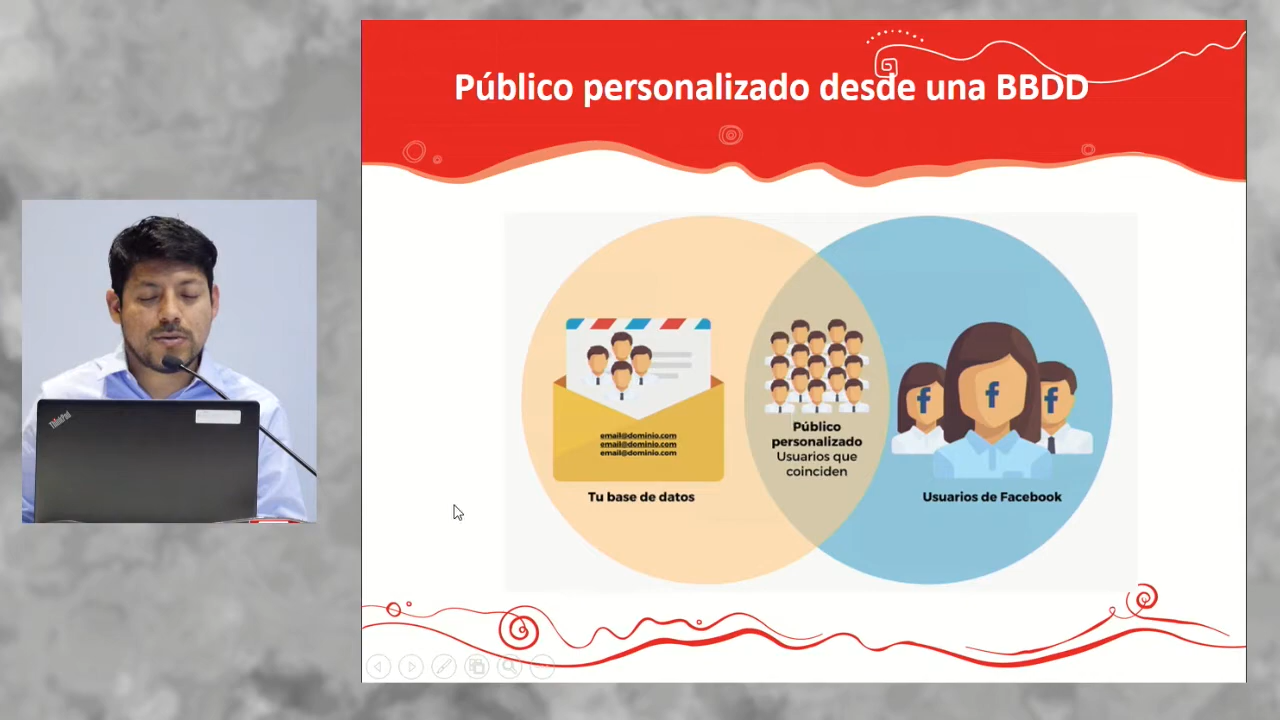 Público personalizado desde una BBDD
ThinkPad
email@dominio.com
email@dominio.com
email@dominio.com
Tu base de datos
Público
personalizado
Usuarios que
coinciden
f
f
f
Usuarios de Facebook